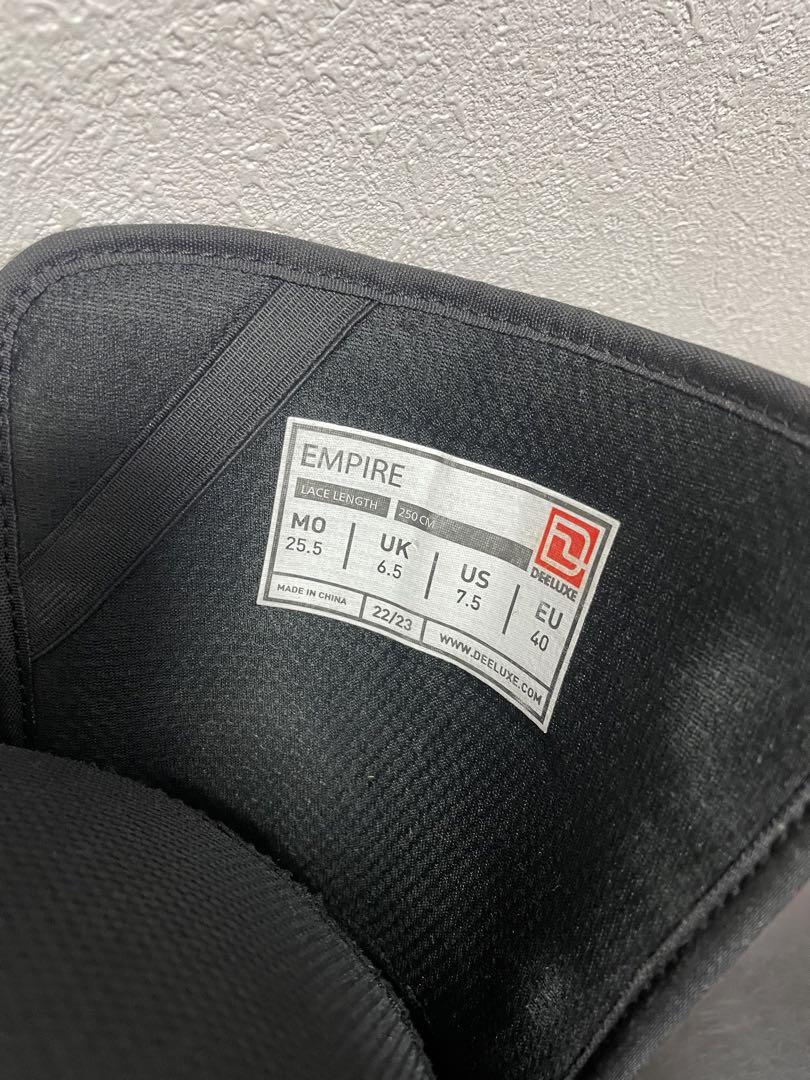 EMPIRE
LACE LENGTH 250 CM
MO UK US EU
25.5 6.5 7.5 40
DEELUXE
MADE IN CHINA 22/23 WWW.DEELUXE.COM